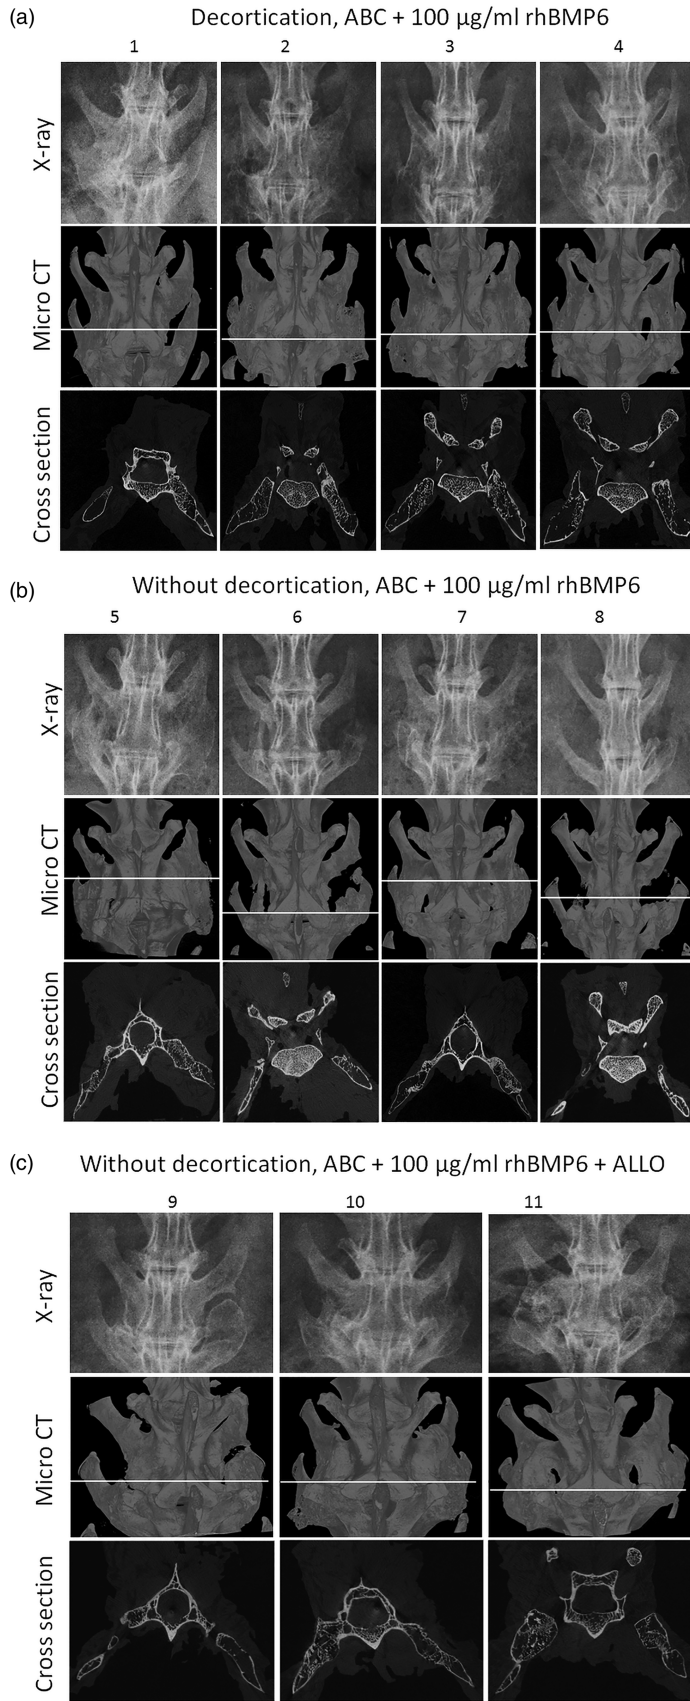 (a) Decortication, ABC + 100 µg/ml rhBMP6
1 2 3 4
X-ray
Micro CT
Cross section
(b) Without decortication, ABC + 100 µg/ml rhBMP6
5 6 7 8
X-ray
Micro CT
Cross section
(c) Without decortication, ABC + 100 µg/ml rhBMP6 + ALLO
9 10 11
X-ray
Micro CT
Cross section